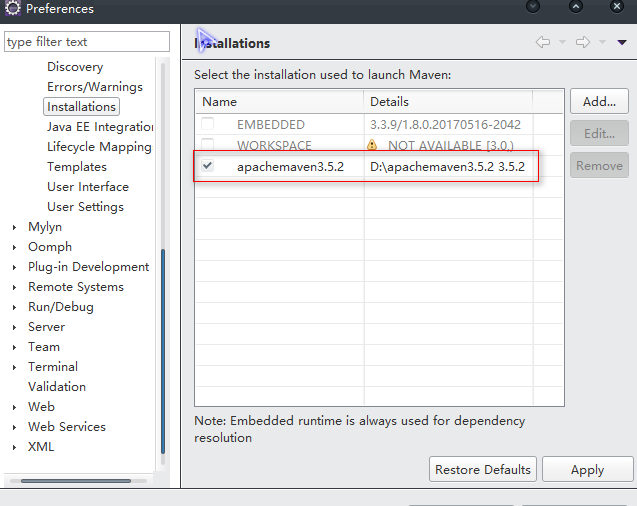 Preferences
type filter text
Discovery
Errors/Warnings
Installations
Java EE Integration
Lifecycle Mapping
Templates
User Interface
User Settings
Mylyn
Oomph
Plug-in Development
Remote Systems
Run/Debug
Server
Team
Terminal
Validation
Web
Web Services
XML
Installations
Select the installation used to launch Maven:
Name Details
EMBEDDED 3.3.9/1.8.0.20170516-2042
WORKSPACE NOT AVAILABLE [3.0,)
apachemaven3.5.2 D:\apachemaven3.5.2 3.5.2
Add...
Edit...
Remove
Note: Embedded runtime is always used for dependency
resolution
Restore Defaults Apply